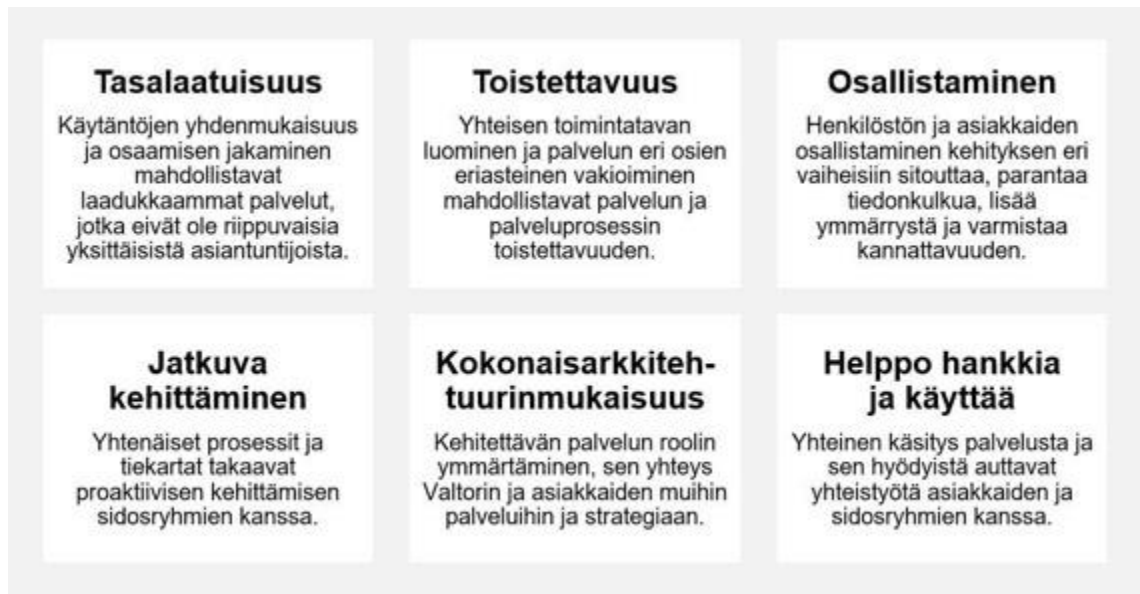 Tasalaatuisuus
Käytäntöjen yhdenmukaisuus
ja osaamisen jakaminen
mahdollistavat
laadukkaammat palvelut,
jotka eivät ole riippuvaisia
yksittäisistä asiantuntijoista.
Toistettavuus
Yhteisen toimintatavan
luominen ja palvelun eri osien
eriasteinen vakioiminen
mahdollistavat palvelun ja
palveluprosessin
toistettavuuden.
Osallistaminen
Henkilöstön ja asiakkaiden
osallistaminen kehityksen eri
vaiheisiin sitouttaa, parantaa
tiedonkulkua, lisää
ymmärrystä ja varmistaa
kannattavuuden.
Jatkuva
kehittäminen
Yhtenäiset prosessit ja
tiekartat takaavat
proaktiivisen kehittämisen
sidosryhmien kanssa.
Kokonaisarkkiteh-
tuurinmukaisuus
Kehitettävän palvelun roolin
ymmärtäminen, sen yhteys
Valtorin ja asiakkaiden muihin
palveluihin ja strategiaan.
Helppo hankkia
ja käyttää
Yhteinen käsitys palvelusta ja
sen hyödyistä auttavat
yhteistyötä asiakkaiden ja
sidosryhmien kanssa.